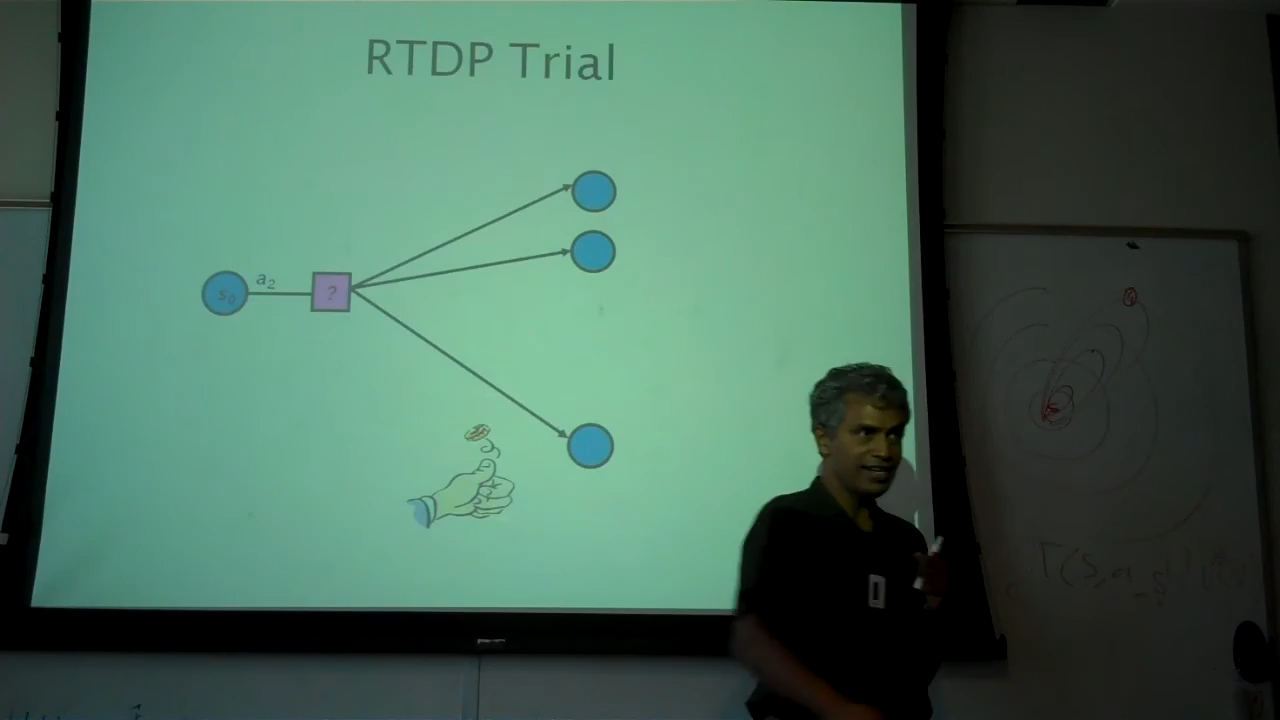 RTDP Trial
a₂
s₀
?
T(s, a, s')